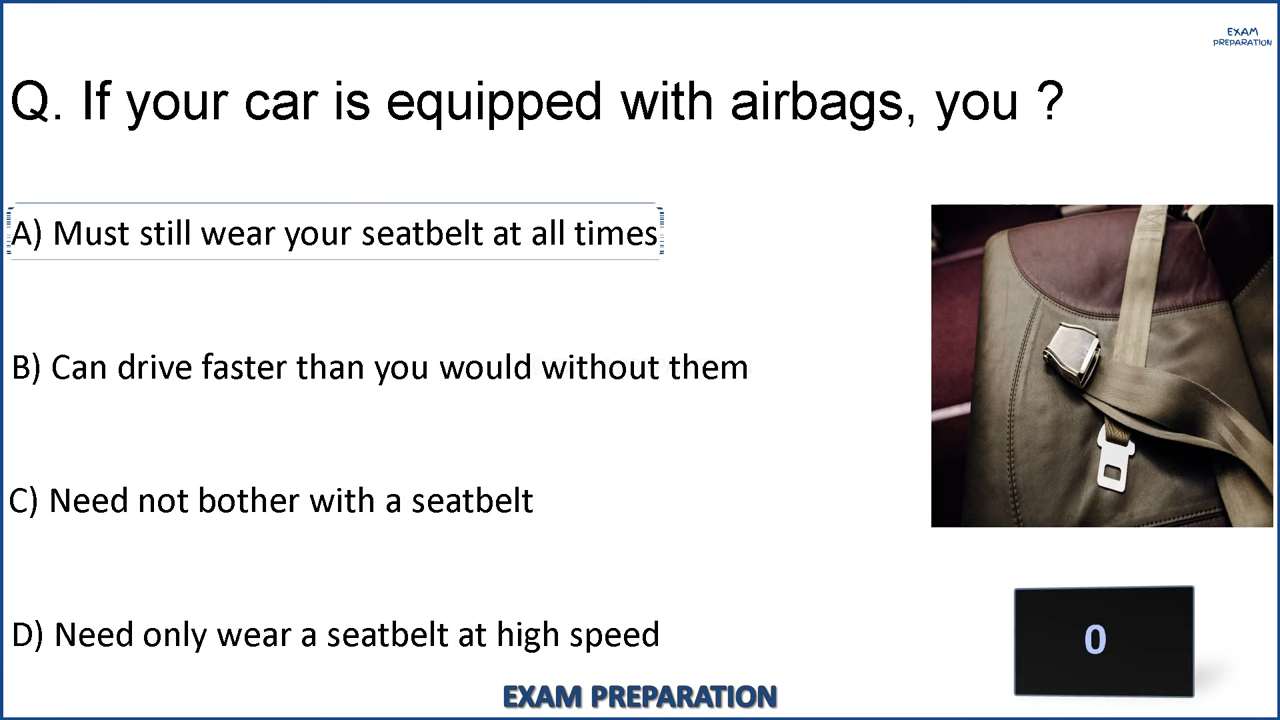 EXAM
PREPARATION
Q. If your car is equipped with airbags, you ?
A) Must still wear your seatbelt at all times
B) Can drive faster than you would without them
C) Need not bother with a seatbelt
D) Need only wear a seatbelt at high speed
0
EXAM PREPARATION